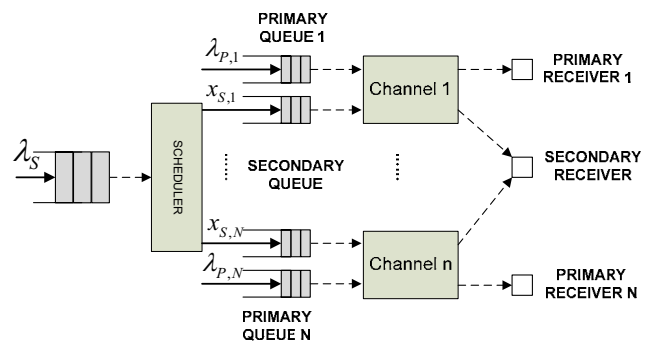 PRIMARY
QUEUE 1
λP,1
xS,1
Channel 1
PRIMARY
RECEIVER 1
λS
SCHEDULER
SECONDARY
QUEUE
SECONDARY
RECEIVER
xS,N
λP,N
Channel n
PRIMARY
QUEUE N
PRIMARY
RECEIVER N